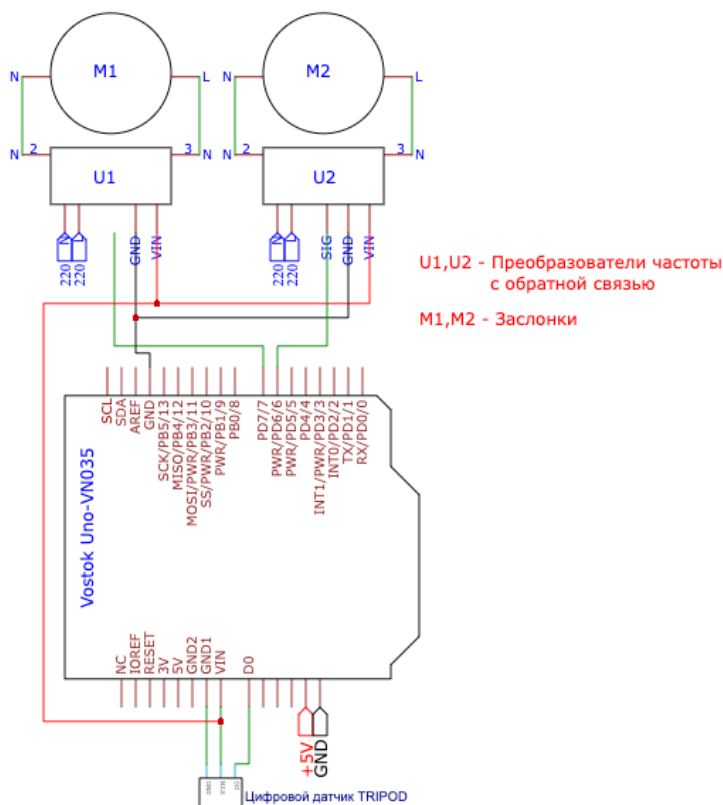 M1
M2
N
L
N
L
N
2
3
N
N
2
3
N
U1
U2
220
N
220
L
GND
VIN
220
N
220
L
SIG
GND
VIN
U1,U2 - Преобразователи частоты
с обратной связью
M1,M2 - Заслонки
SCL
SDA
AREF
GND
SCK/PB5/13
MISO/PB4/12
MOSI/PWR/PB3/11
SS/PWR/PB2/10
PWR/PB1/9
PB0/8
PD7/7
PWR/PD6/6
PWR/PD5/5
PD4/4
INT1/PWR/PD3/3
INT0/PD2/2
TX/PD1/1
RX/PD0/0
Vostok Uno-VN035
NC
IOREF
RESET
3V
5V
GND2
GND1
VIN
D0
+5V
GND
GND
VIN
D0
Цифровой датчик TRIPOD